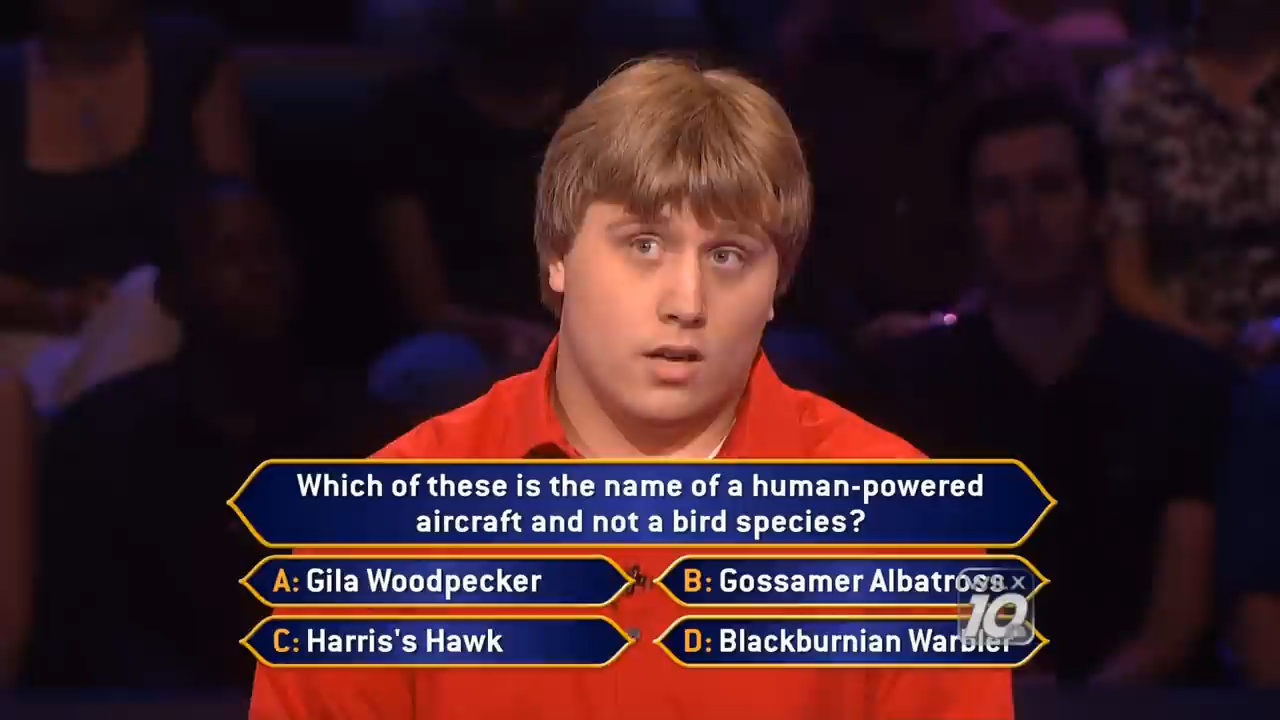 Which of these is the name of a human-powered
aircraft and not a bird species?
A: Gila Woodpecker
B: Gossamer Albatross
C: Harris's Hawk
D: Blackburnian Warbler
WILX
10